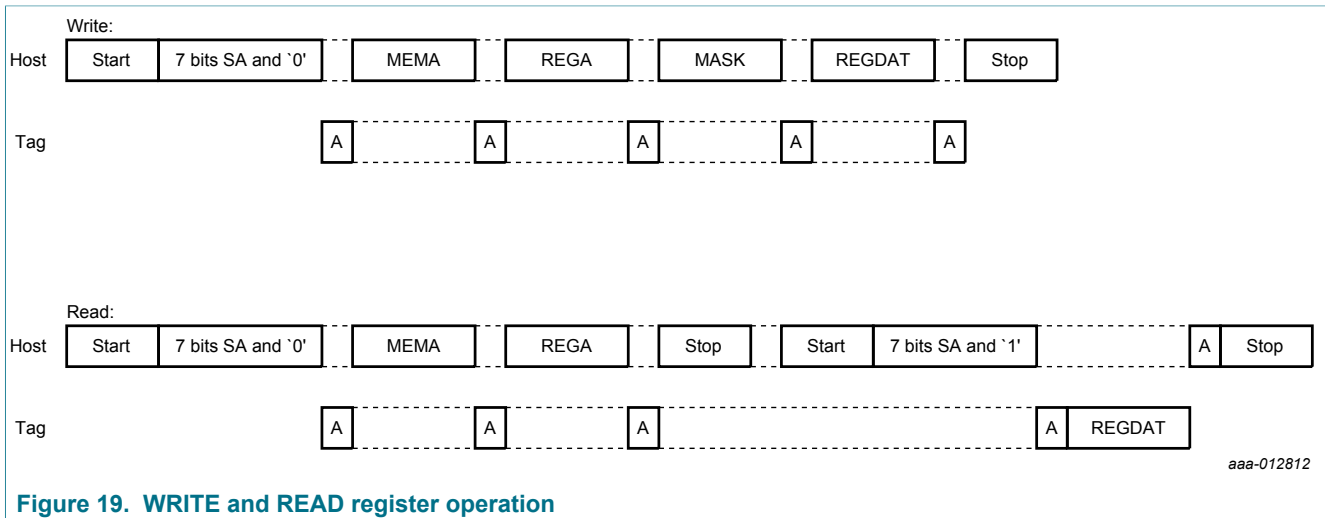 Write:
Host Start 7 bits SA and `0' MEMA REGA MASK REGDAT Stop
Tag A A A A A
Read:
Host Start 7 bits SA and `0' MEMA REGA Stop Start 7 bits SA and `1' A Stop
Tag A A A A REGDAT
aaa-012812
Figure 19. WRITE and READ register operation